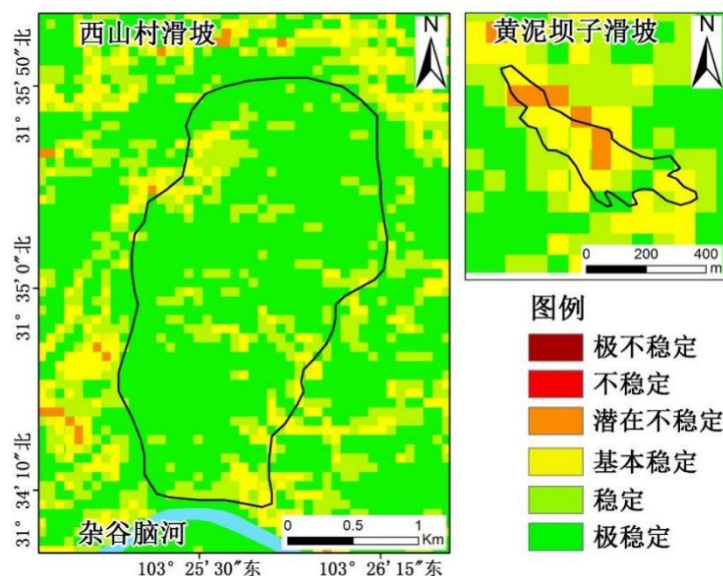 西山村滑坡
N
31° 35′ 50″北
31° 35′ 0″北
31° 34′ 10″北
杂谷脑河
0 0.5 1
Km
103° 25′ 30″东
103° 26′ 15″东
黄泥坝子滑坡
N
0 200 400
m
图例
极不稳定
不稳定
潜在不稳定
基本稳定
稳定
极稳定